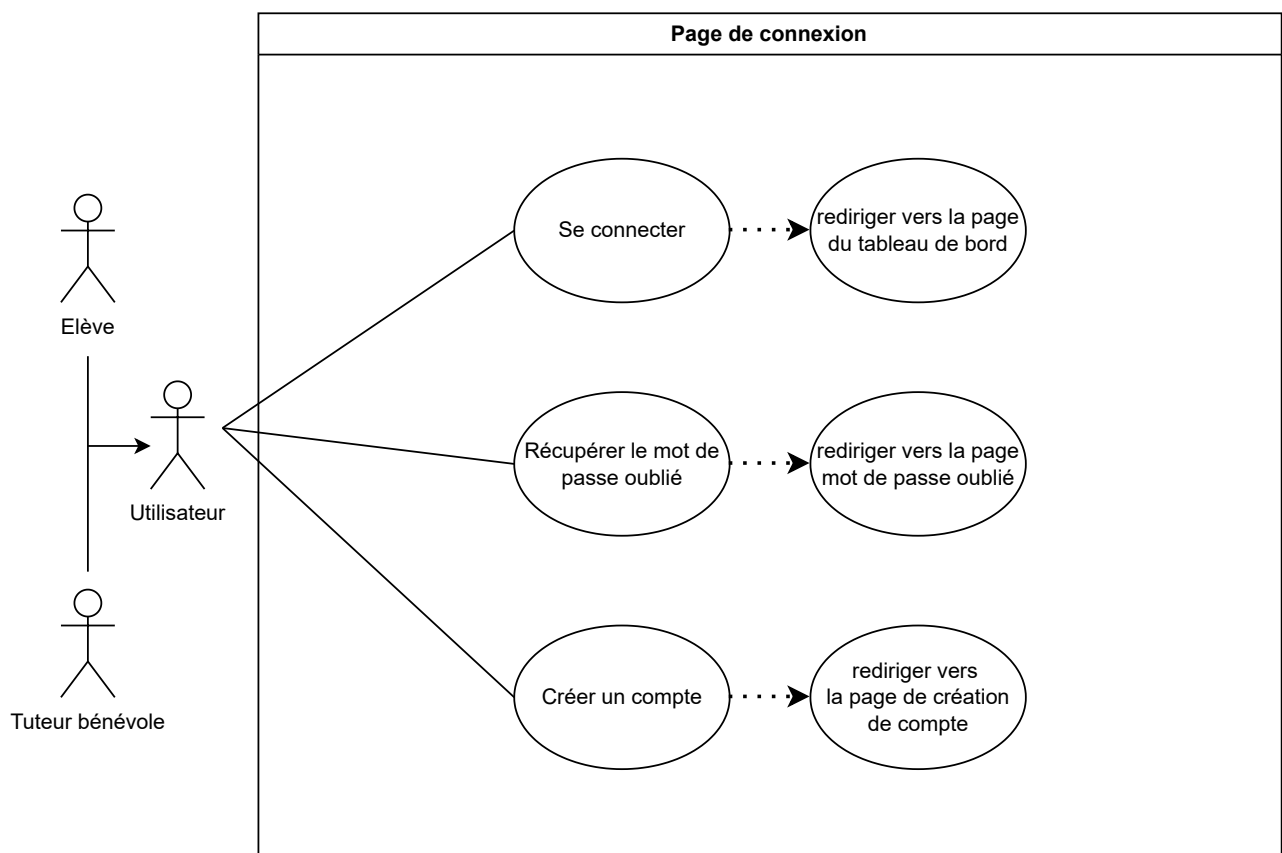 Page de connexion
Se connecter
rediriger vers la page
du tableau de bord
Elève
Utilisateur
Récupérer le mot de
passe oublié
rediriger vers la page
mot de passe oublié
Tuteur bénévole
Créer un compte
rediriger vers
la page de création
de compte